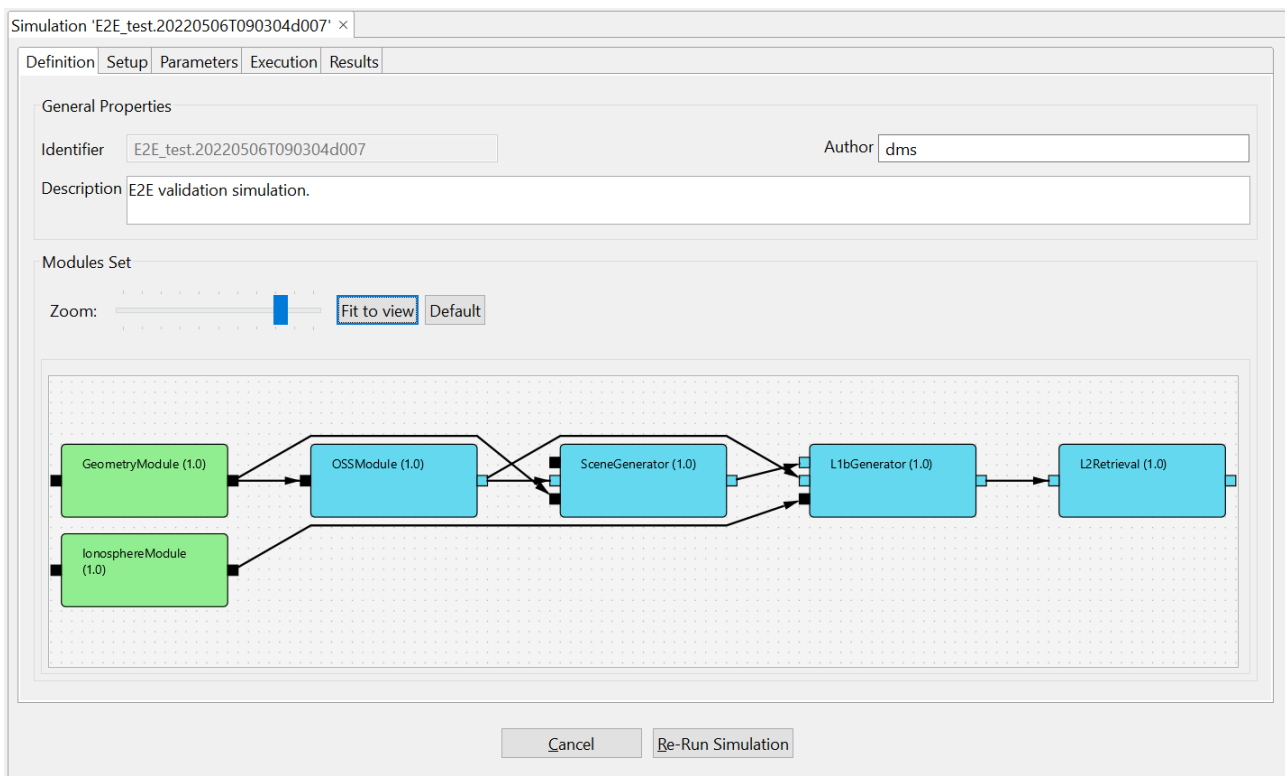 Simulation 'E2E_test.20220506T090304d007' ×
Definition Setup Parameters Execution Results
General Properties
Identifier E2E_test.20220506T090304d007 Author dms
Description E2E validation simulation.
Modules Set
Zoom: Fit to view Default
GeometryModule (1.0) OSSModule (1.0) SceneGenerator (1.0) L1bGenerator (1.0) L2Retrieval (1.0)
IonosphereModule
(1.0)
Cancel Re-Run Simulation